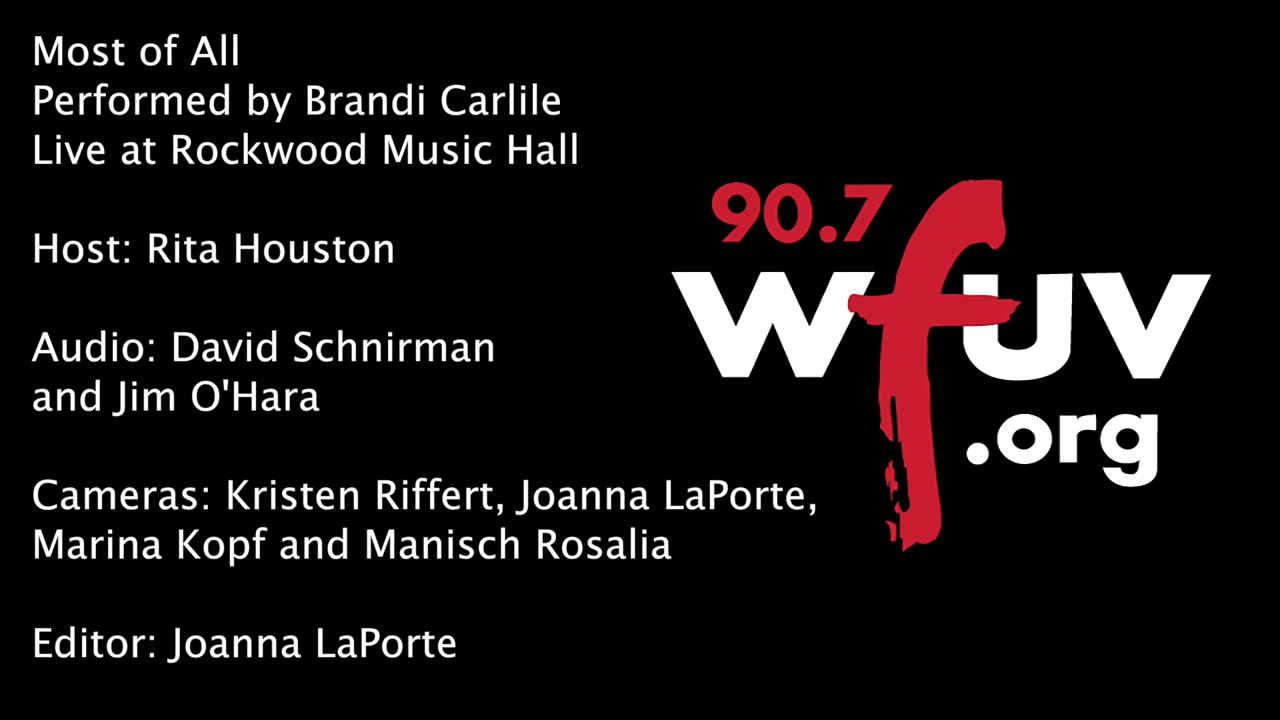 Most of All
Performed by Brandi Carlile
Live at Rockwood Music Hall
Host: Rita Houston
Audio: David Schnirman
and Jim O'Hara
Cameras: Kristen Riffert, Joanna LaPorte,
Marina Kopf and Manisch Rosalia
Editor: Joanna LaPorte
90.7
wfuv
.org